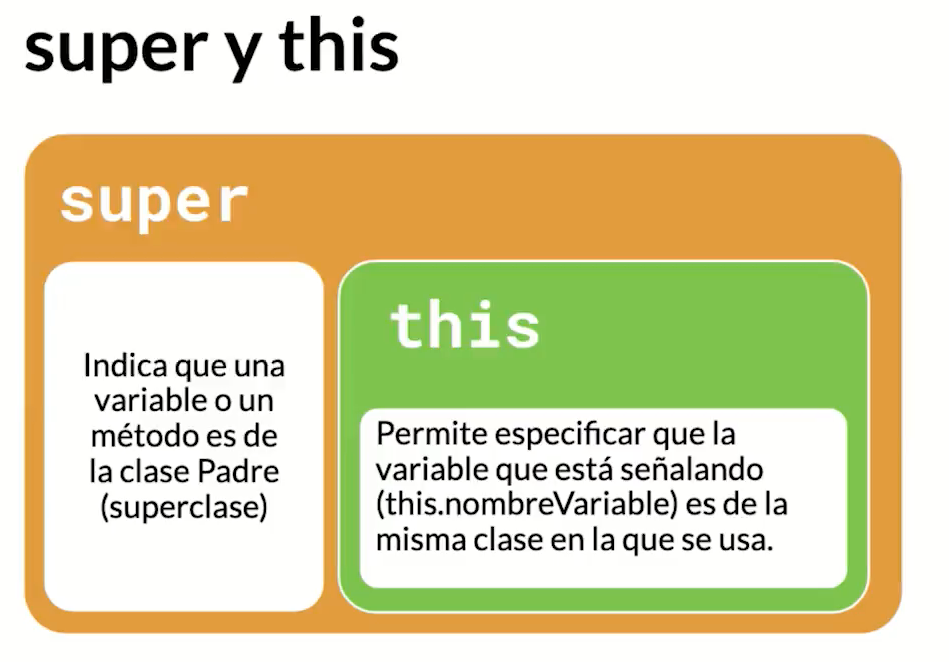 super y this
super
Indica que una
variable o un
método es de
la clase Padre
(superclase)
this
Permite especificar que la
variable que está señalando
(this.nombreVariable) es de la
misma clase en la que se usa.